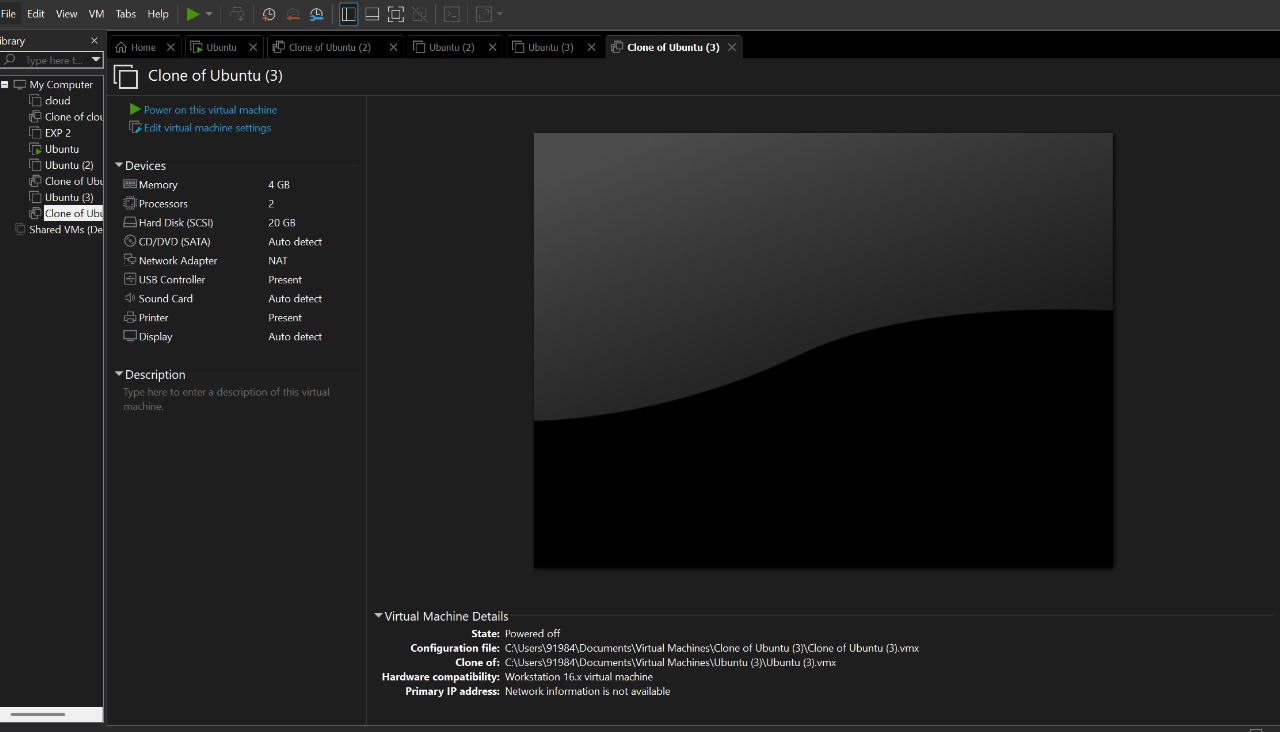 File Edit View VM Tabs Help
ibrary
Type here t...
My Computer
cloud
Clone of clou
EXP 2
Ubuntu
Ubuntu (2)
Clone of Ubu
Ubuntu (3)
Clone of Ubu
Shared VMs (De
Home Ubuntu Clone of Ubuntu (2) Ubuntu (2) Ubuntu (3) Clone of Ubuntu (3)
Clone of Ubuntu (3)
Power on this virtual machine
Edit virtual machine settings
Devices
Memory 4 GB
Processors 2
Hard Disk (SCSI) 20 GB
CD/DVD (SATA) Auto detect
Network Adapter NAT
USB Controller Present
Sound Card Auto detect
Printer Present
Display Auto detect
Description
Type here to enter a description of this virtual
machine.
Virtual Machine Details
State: Powered off
Configuration file: C:\Users\91984\Documents\Virtual Machines\Clone of Ubuntu (3)\Clone of Ubuntu (3).vmx
Clone of: C:\Users\91984\Documents\Virtual Machines\Ubuntu (3)\Ubuntu (3).vmx
Hardware compatibility: Workstation 16.x virtual machine
Primary IP address: Network information is not available